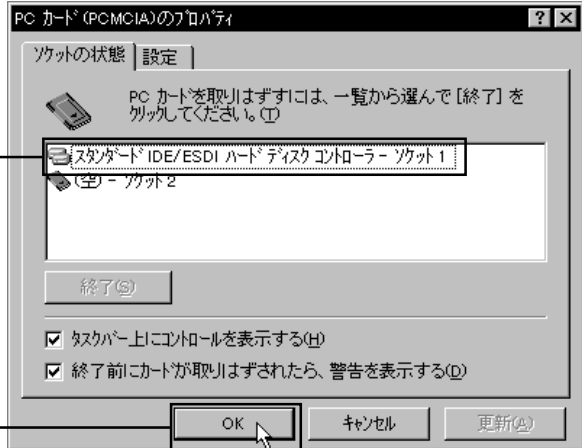 PC カード(PCMCIA)のプロパティ
ソケットの状態 設定
PC カードを取りはずすには、一覧から選んで [終了] を
クリックしてください。(T)
スタンダード IDE/ESDI ハード ディスク コントローラ - ソケット 1
(空) - ソケット 2
終了(S)
タスクバー上にコントロールを表示する(H)
終了前にカードが取りはずされたら、警告を表示する(D)
OK キャンセル 更新(A)